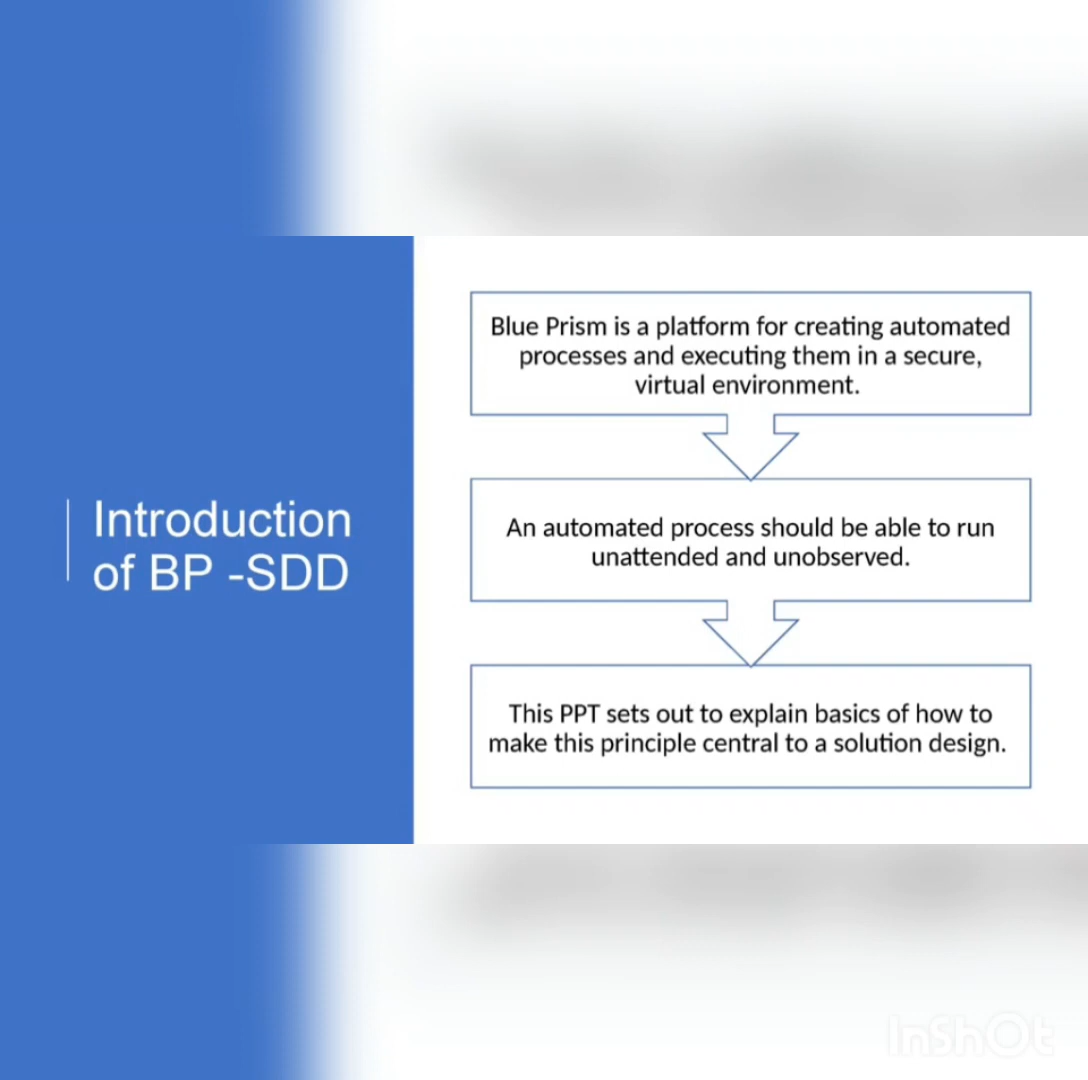 Introduction
of BP -SDD
Blue Prism is a platform for creating automated
processes and executing them in a secure,
virtual environment.
An automated process should be able to run
unattended and unobserved.
This PPT sets out to explain basics of how to
make this principle central to a solution design.
InShOt